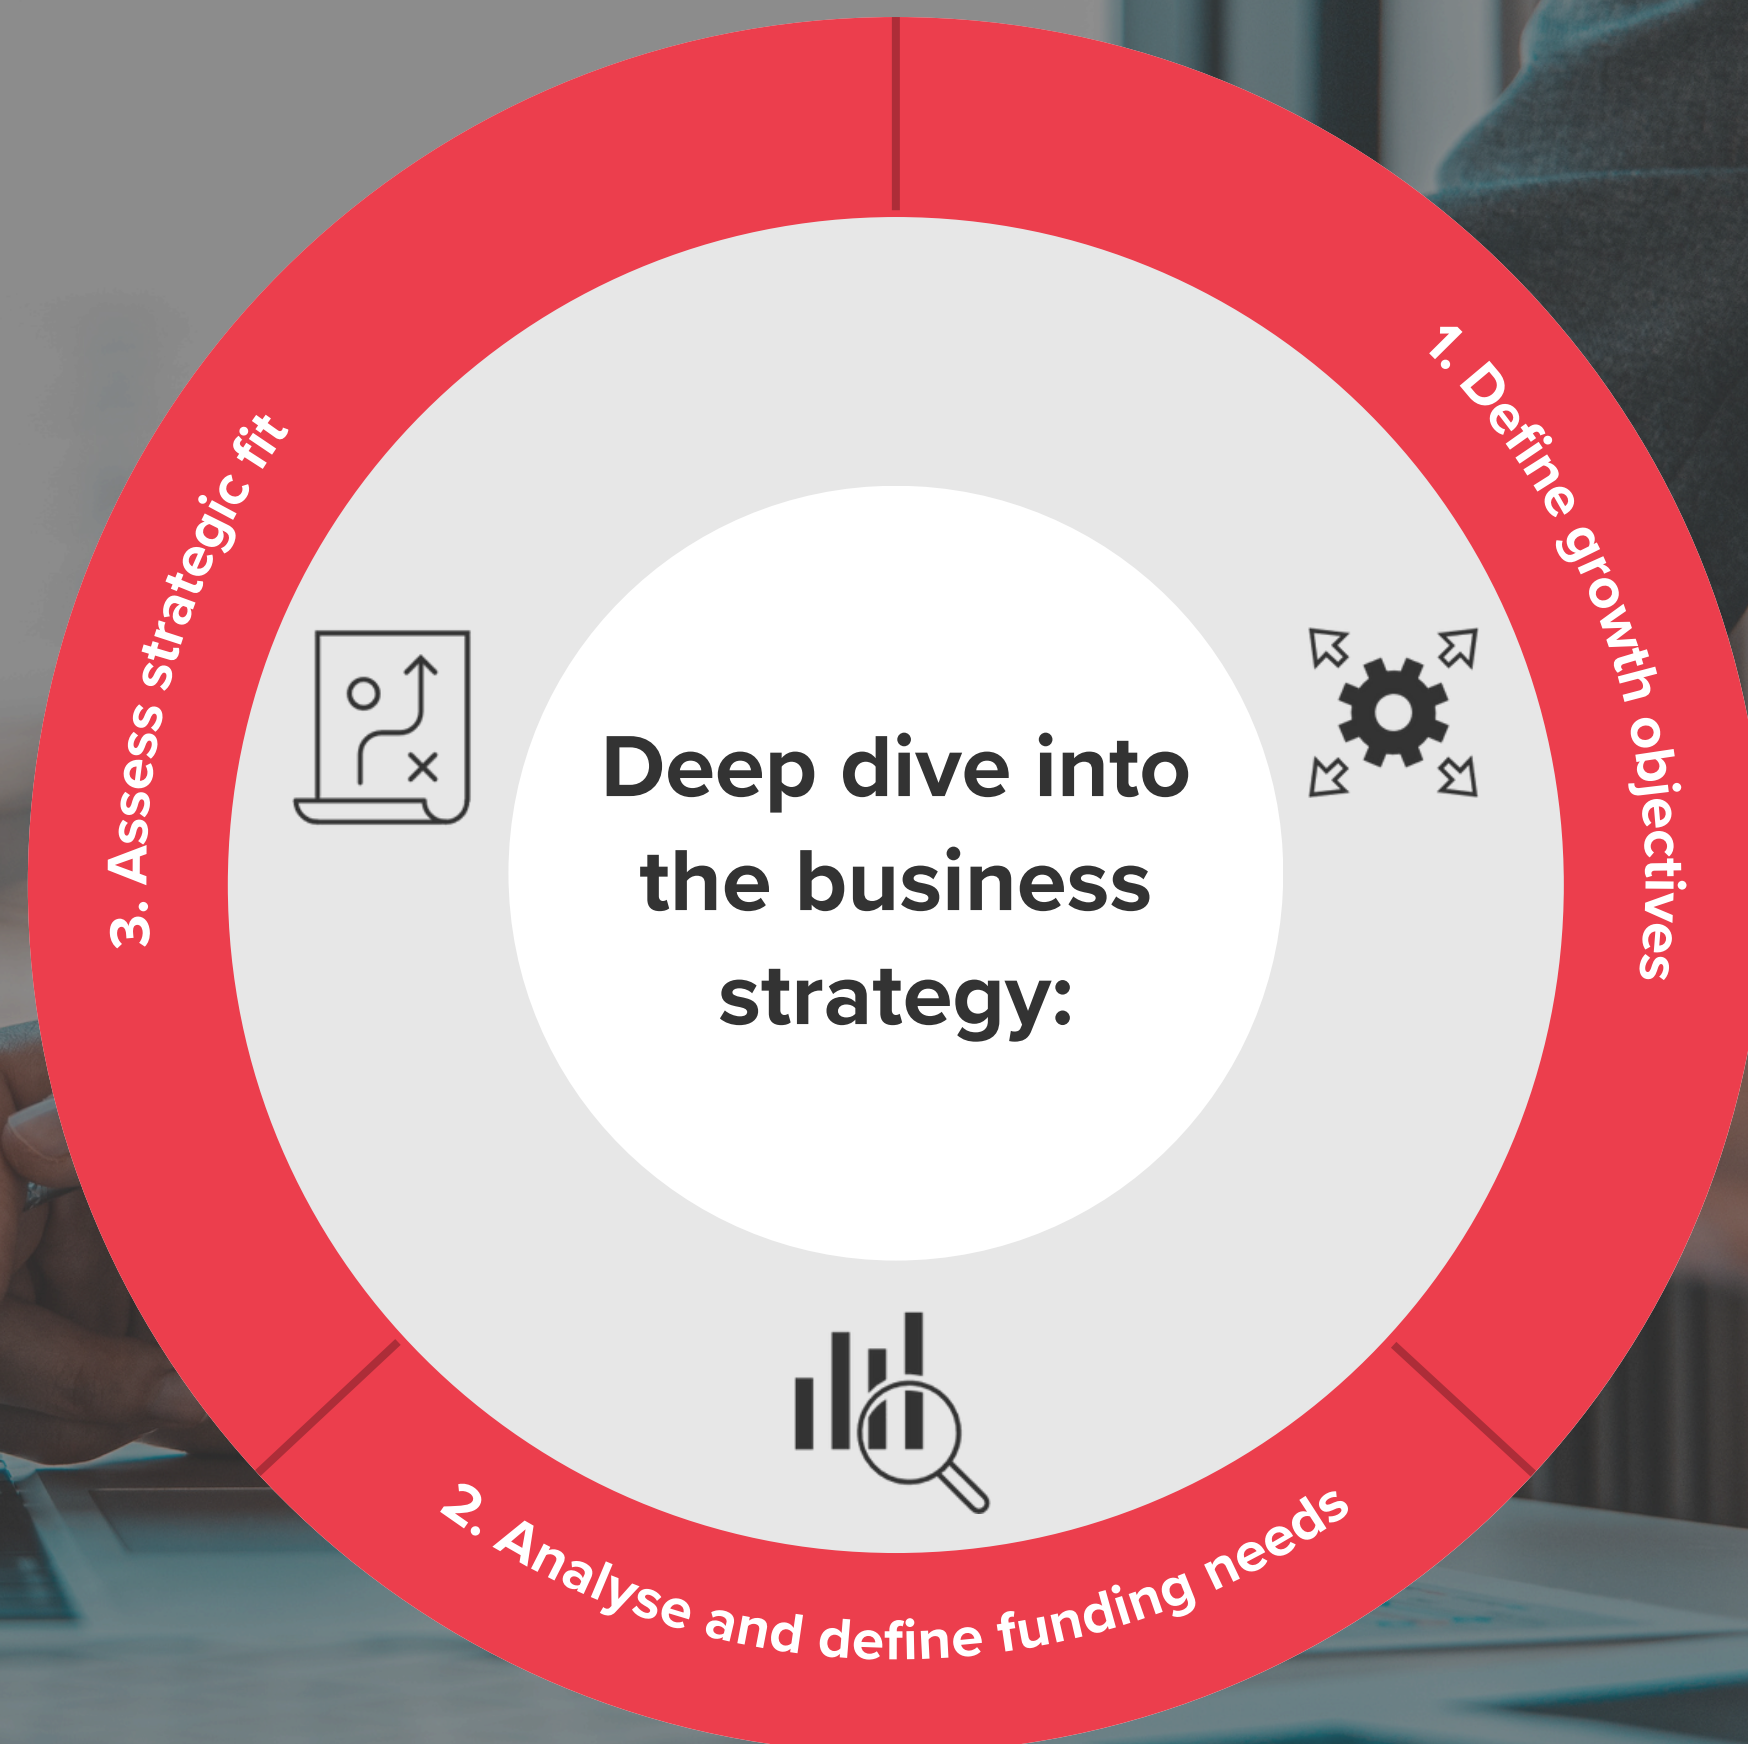 Deep dive into
the business
strategy:
1. Define growth objectives
2. Analyse and define funding needs
3. Assess strategic fit